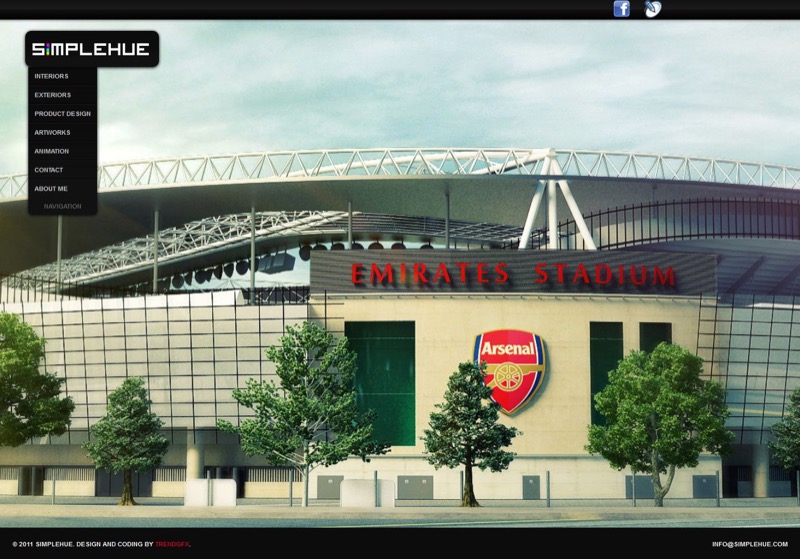 SiMPLEHUE
INTERIORS
EXTERIORS
PRODUCT DESIGN
ARTWORKS
ANIMATION
CONTACT
ABOUT ME
NAVIGATION
EMIRATES STADIUM
Arsenal
© 2011 SIMPLEHUE. DESIGN AND CODING BY TRENDGFX.
INFO@SIMPLEHUE.COM